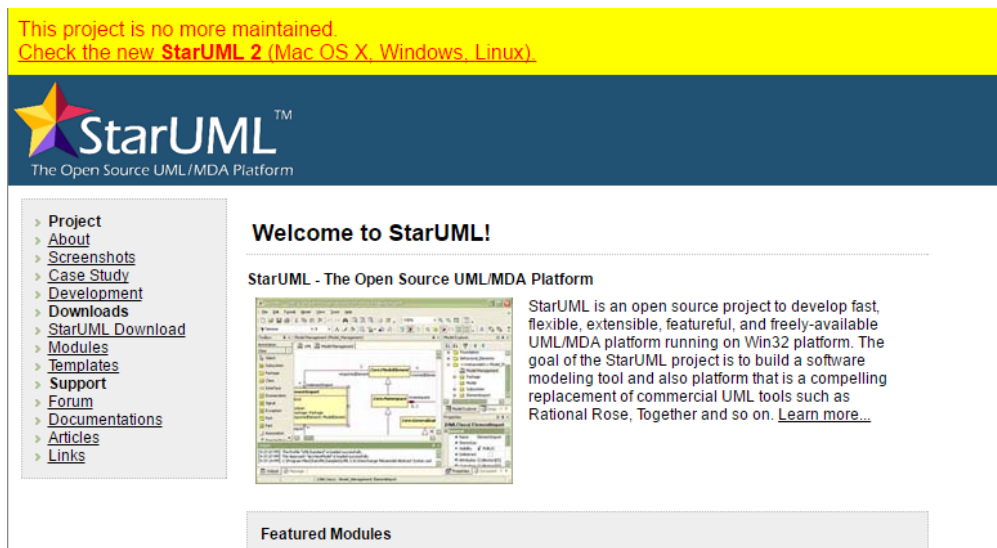 This project is no more maintained.
Check the new StarUML 2 (Mac OS X, Windows, Linux).
StarUML™
The Open Source UML/MDA Platform
Project
About
Screenshots
Case Study
Development
Downloads
StarUML Download
Modules
Templates
Support
Forum
Documentations
Articles
Links
Welcome to StarUML!
StarUML - The Open Source UML/MDA Platform
StarUML is an open source project to develop fast,
flexible, extensible, featureful, and freely-available
UML/MDA platform running on Win32 platform. The
goal of the StarUML project is to build a software
modeling tool and also platform that is a compelling
replacement of commercial UML tools such as
Rational Rose, Together and so on. Learn more...
Featured Modules